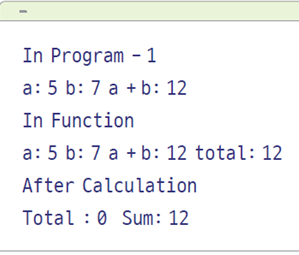 In Program - 1
a: 5 b: 7 a + b: 12
In Function
a: 5 b: 7 a + b: 12 total: 12
After Calculation
Total : 0 Sum: 12